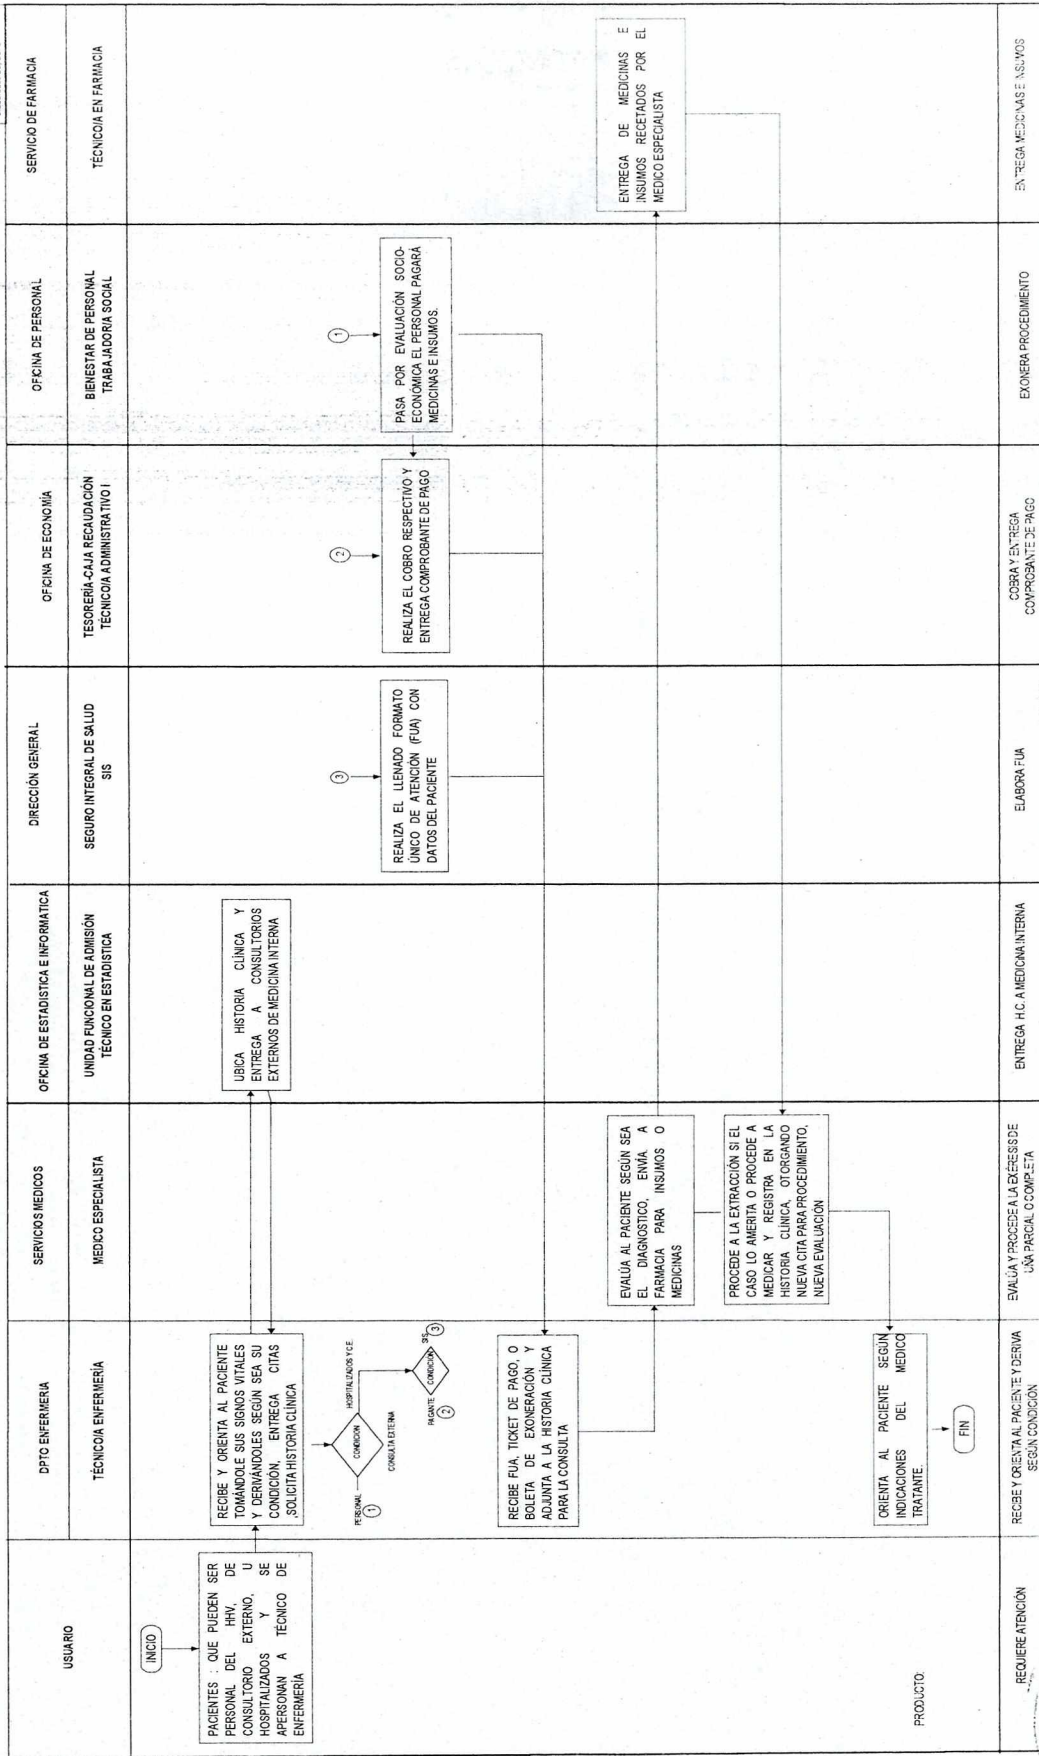 USUARIO
DPTO ENFERMERIA
SERVICIOS MEDICOS
OFICINA DE ESTADISTICA E INFORMATICA
DIRECCIÓN GENERAL
OFICINA DE ECONOMÍA
OFICINA DE PERSONAL
SERVICIO DE FARMACIA
TÉCNICO/A ENFERMERÍA
MEDICO ESPECIALISTA
UNIDAD FUNCIONAL DE ADMISIÓN
TÉCNICO EN ESTADISTICA
SEGURO INTEGRAL DE SALUD
SIS
TESORERÍA-CAJA RECAUDACIÓN
TÉCNICO/A ADMINISTRATIVO I
BIENESTAR DE PERSONAL
TRABAJADOR/A SOCIAL
TÉCNICO/A EN FARMACIA
INICIO
PACIENTES : QUE PUEDEN SER
PERSONAL DEL HHV, DE
CONSULTORIO EXTERNO, U
HOSPITALIZADOS Y SE
APERSONAN A TÉCNICO DE
ENFERMERÍA
RECIBE Y ORIENTA AL PACIENTE
TOMÁNDOLE SUS SIGNOS VITALES
Y DERIVÁNDOLES SEGÚN SEA SU
CONDICIÓN, ENTREGA CITAS
,SOLICITA HISTORIA CLÍNICA
UBICA HISTORIA CLÍNICA Y
ENTREGA A CONSULTORIOS
EXTERNOS DE MEDICINA INTERNA
PERSONAL
1
CONDICION
HOSPITALIZADOS Y C.E.
CONSULTA EXTERNA
PAGANTE
2
CONDICION
SIS
3
3
REALIZA EL LLENADO FORMATO
ÚNICO DE ATENCIÓN (FUA) CON
DATOS DEL PACIENTE
2
REALIZA EL COBRO RESPECTIVO Y
ENTREGA COMPROBANTE DE PAGO
1
PASA POR EVALUACIÓN SOCIO-
ECONÓMICA EL PERSONAL PAGARÁ
MEDICINAS E INSUMOS.
RECIBE FUA, TICKET DE PAGO, O
BOLETA DE EXONERACIÓN Y
ADJUNTA A LA HISTORIA CLÍNICA
PARA LA CONSULTA
EVALÚA AL PACIENTE SEGÚN SEA
EL DIAGNOSTICO, ENVÍA A
FARMACIA PARA INSUMOS O
MEDICINAS
ENTREGA DE MEDICINAS E
INSUMOS RECETADOS POR EL
MEDICO ESPECIALISTA
PROCEDE A LA EXTRACCIÓN SI EL
CASO LO AMERITA O PROCEDE A
MEDICAR Y REGISTRA EN LA
HISTORIA CLÍNICA, OTORGANDO
NUEVA CITA PARA PROCEDIMIENTO,
NUEVA EVALUACIÓN
ORIENTA AL PACIENTE SEGÚN
INDICACIONES DEL MEDICO
TRATANTE.
FIN
PRODUCTO:
REQUIERE ATENCIÓN
RECIBE Y ORIENTA AL PACIENTE Y DERIVA
SEGÚN CONDICIÓN
EVALÚA Y PROCEDE A LA EXÉRESIS DE
UÑA PARCIAL O COMPLETA
ENTREGA H.C. A MEDICINA INTERNA
ELABORA FUA
COBRA Y ENTREGA
COMPROBANTE DE PAGO
EXONERA PROCEDIMIENTO
ENTREGA MEDICINAS E INSUMOS